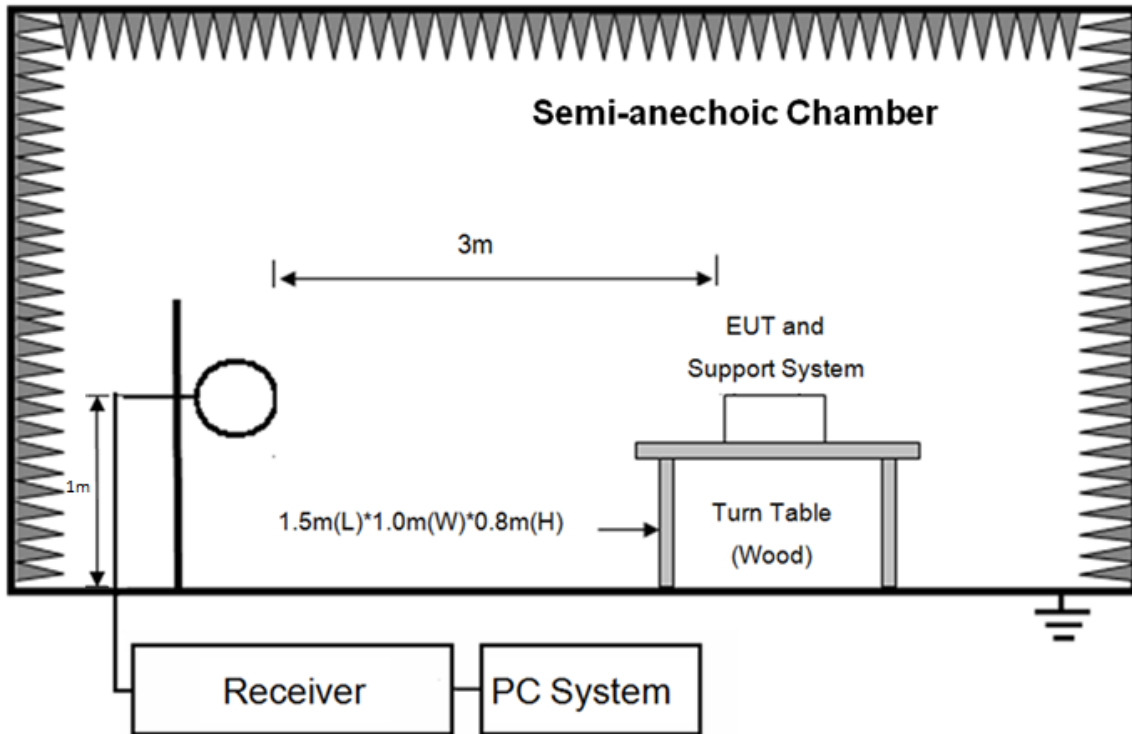 Semi-anechoic Chamber
3m
EUT and
Support System
1m
1.5m(L)*1.0m(W)*0.8m(H)
Turn Table
(Wood)
Receiver
PC System